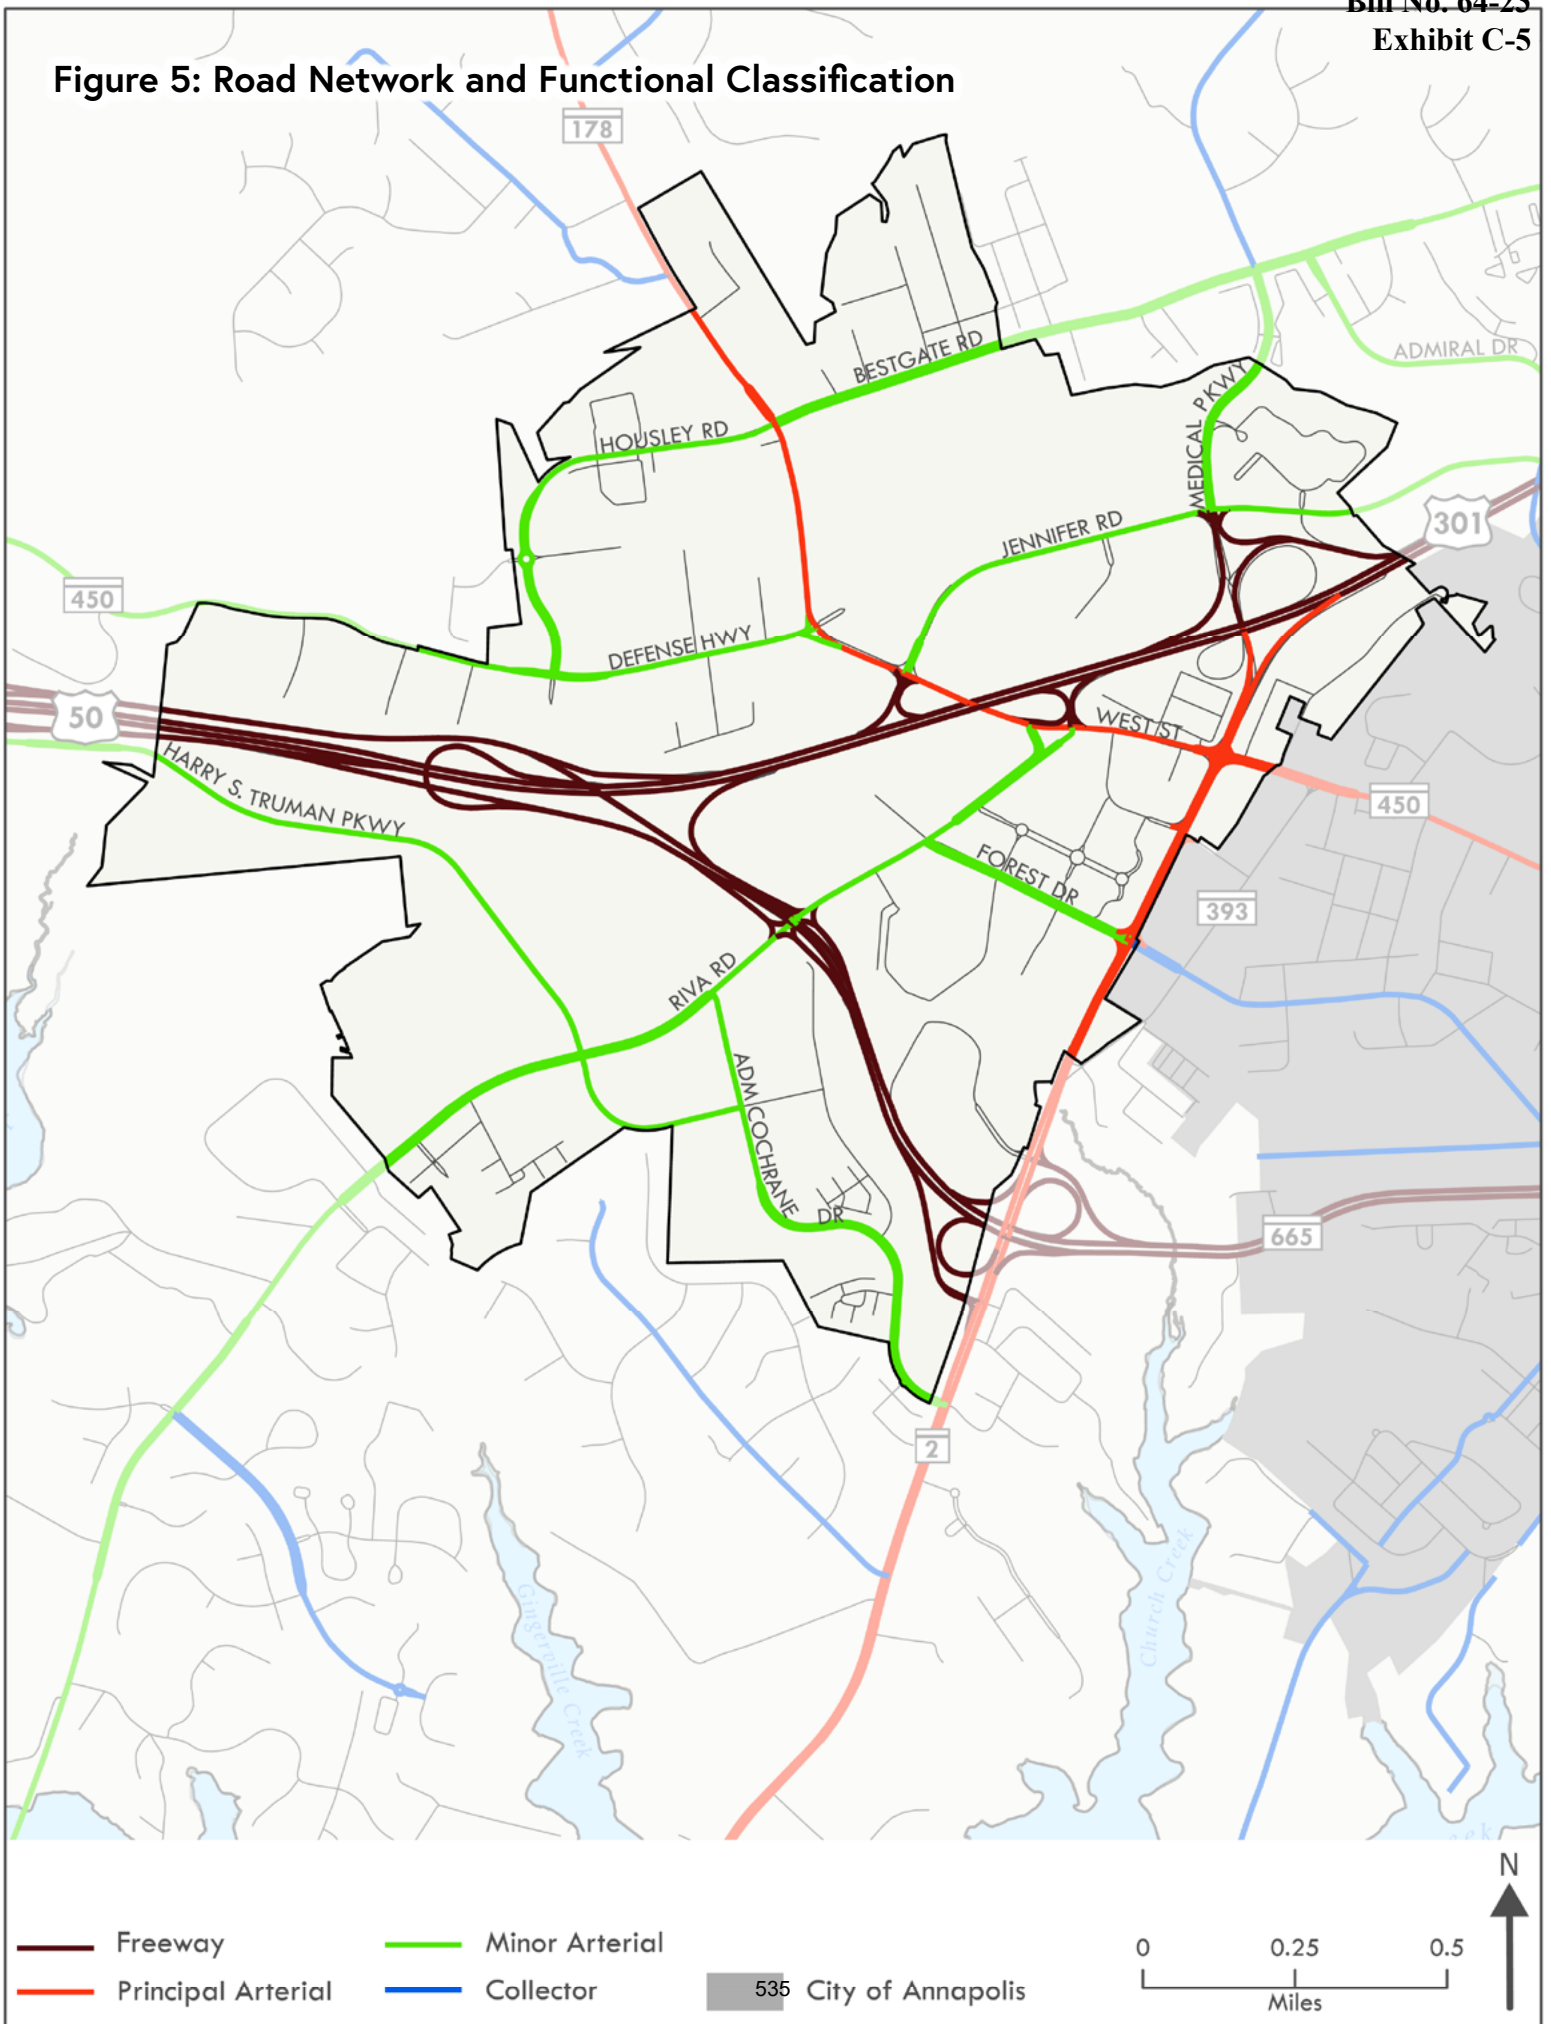 Bill No. 64-25
Exhibit C-5
Figure 5: Road Network and Functional Classification
178
BESTGATE RD
ADMIRAL DR
HOUSLEY RD
MEDICAL PKWY
JENNIFER RD
301
450
DEFENSE HWY
50
WEST ST
HARRY S. TRUMAN PKWY
450
FOREST DR
393
RIVA RD
ADM COCHRANE DR
665
2
Gingerville Creek
Church Creek
N
Freeway
Minor Arterial
0 0.25 0.5
Principal Arterial
Collector
535
City of Annapolis
Miles